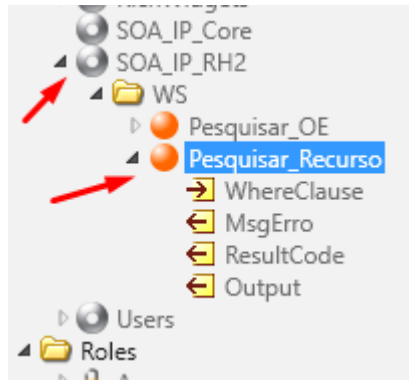 SOA_IP_Core
SOA_IP_RH2
WS
Pesquisar_OE
Pesquisar_Recurso
WhereClause
MsgErro
ResultCode
Output
Users
Roles